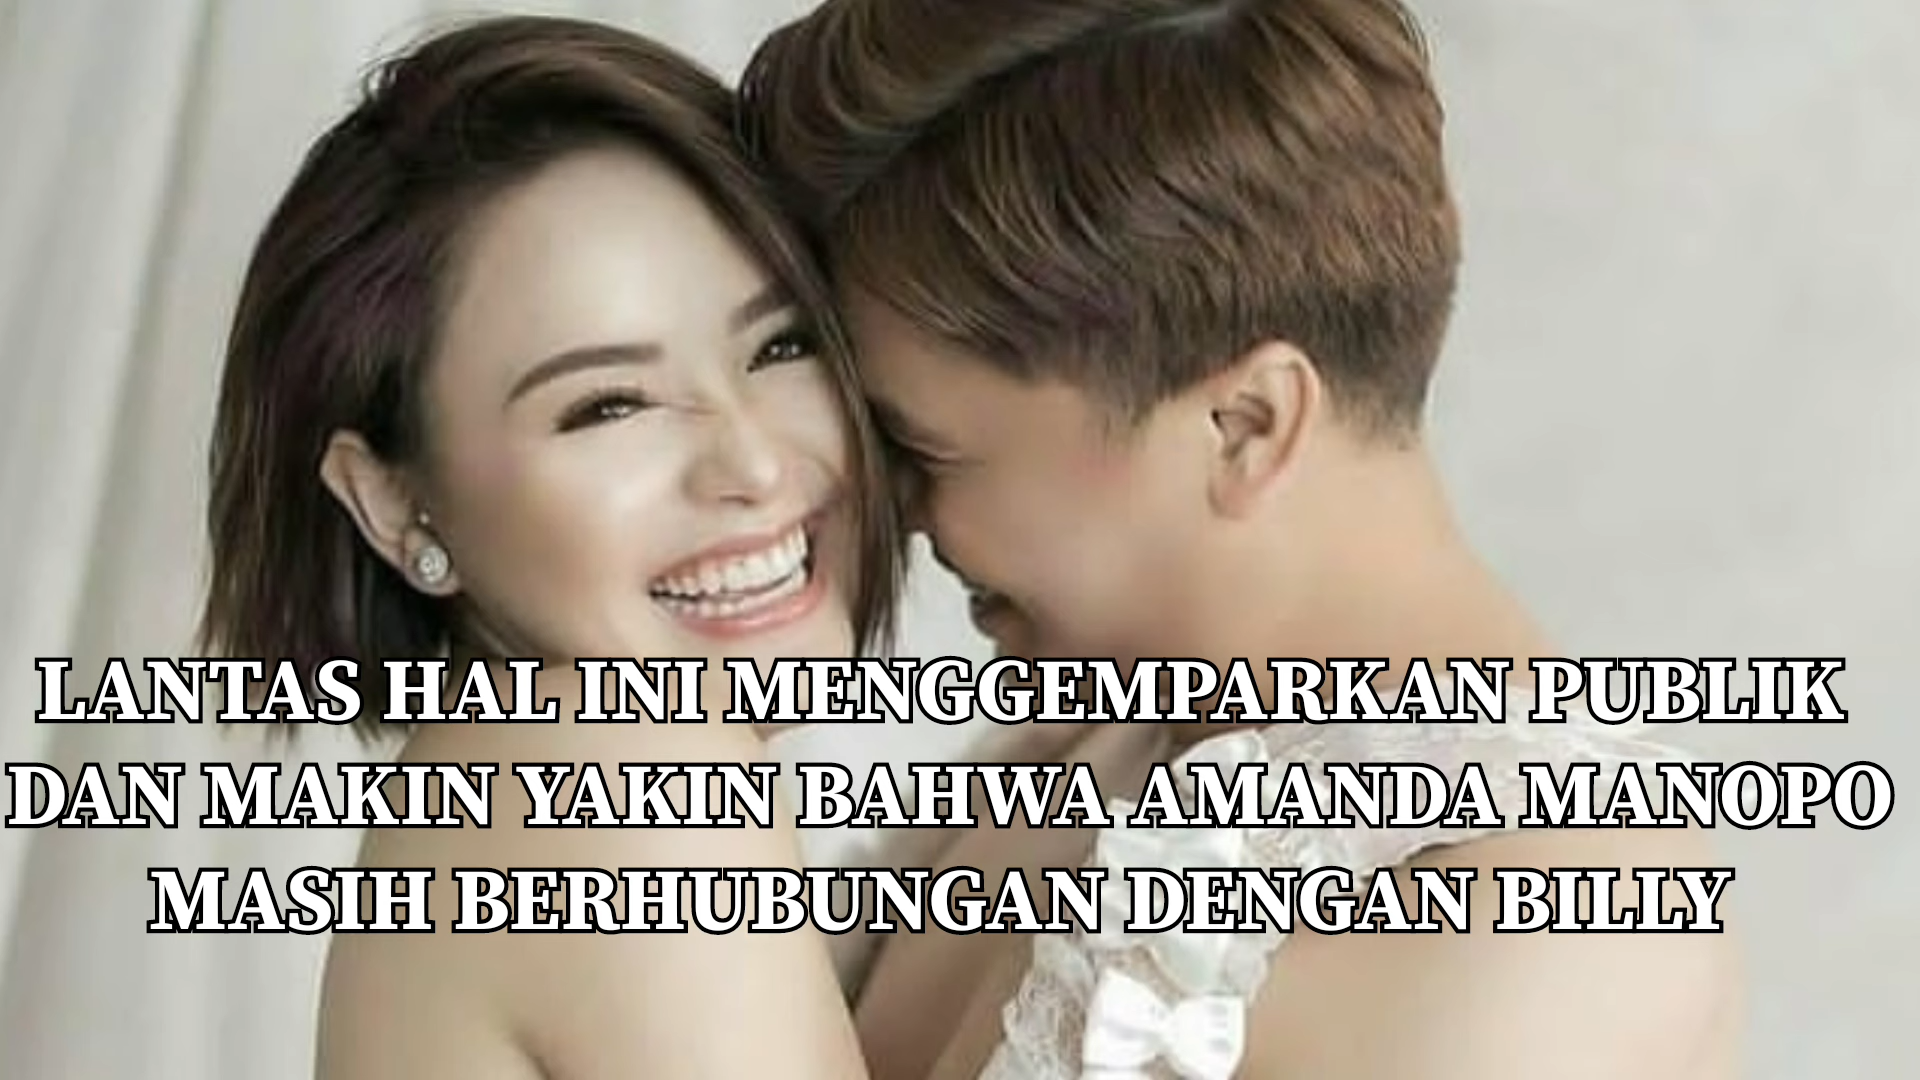 LANTAS HAL INI MENGGEMPARKAN PUBLIK
DAN MAKIN YAKIN BAHWA AMANDA MANOPO
MASIH BERHUBUNGAN DENGAN BILLY